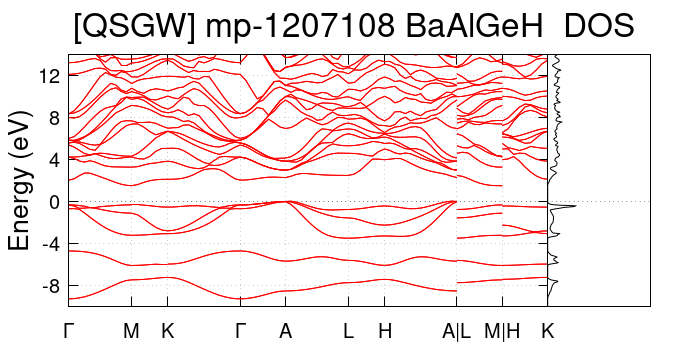 [QSGW] mp-1207108 BaAlGeH DOS
Energy (eV)
12
8
4
0
-4
-8
Γ M K Γ A L H A|L M|H K